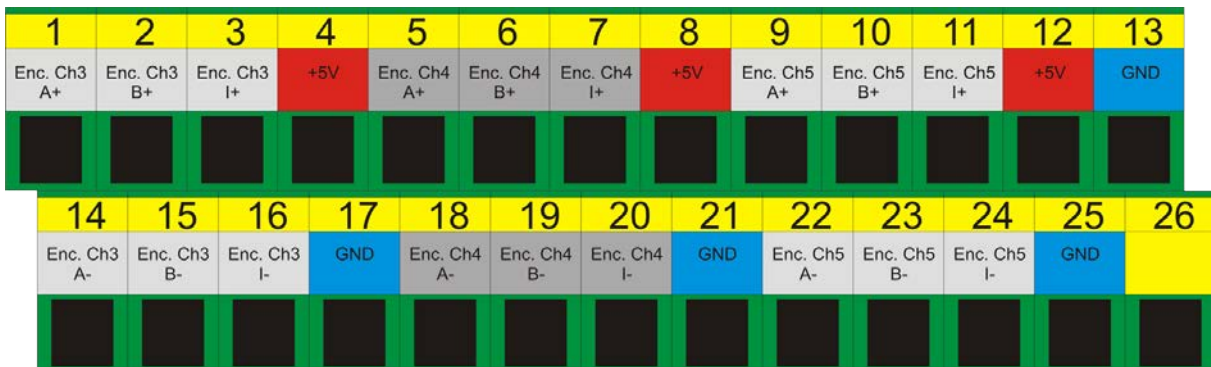 1 2 3 4 5 6 7 8 9 10 11 12 13
Enc. Ch3 Enc. Ch3 Enc. Ch3 +5V Enc. Ch4 Enc. Ch4 Enc. Ch4 +5V Enc. Ch5 Enc. Ch5 Enc. Ch5 +5V GND
A+ B+ I+ A+ B+ I+ A+ B+ I+
14 15 16 17 18 19 20 21 22 23 24 25 26
Enc. Ch3 Enc. Ch3 Enc. Ch3 GND Enc. Ch4 Enc. Ch4 Enc. Ch4 GND Enc. Ch5 Enc. Ch5 Enc. Ch5 GND
A- B- I- A- B- I- A- B- I-